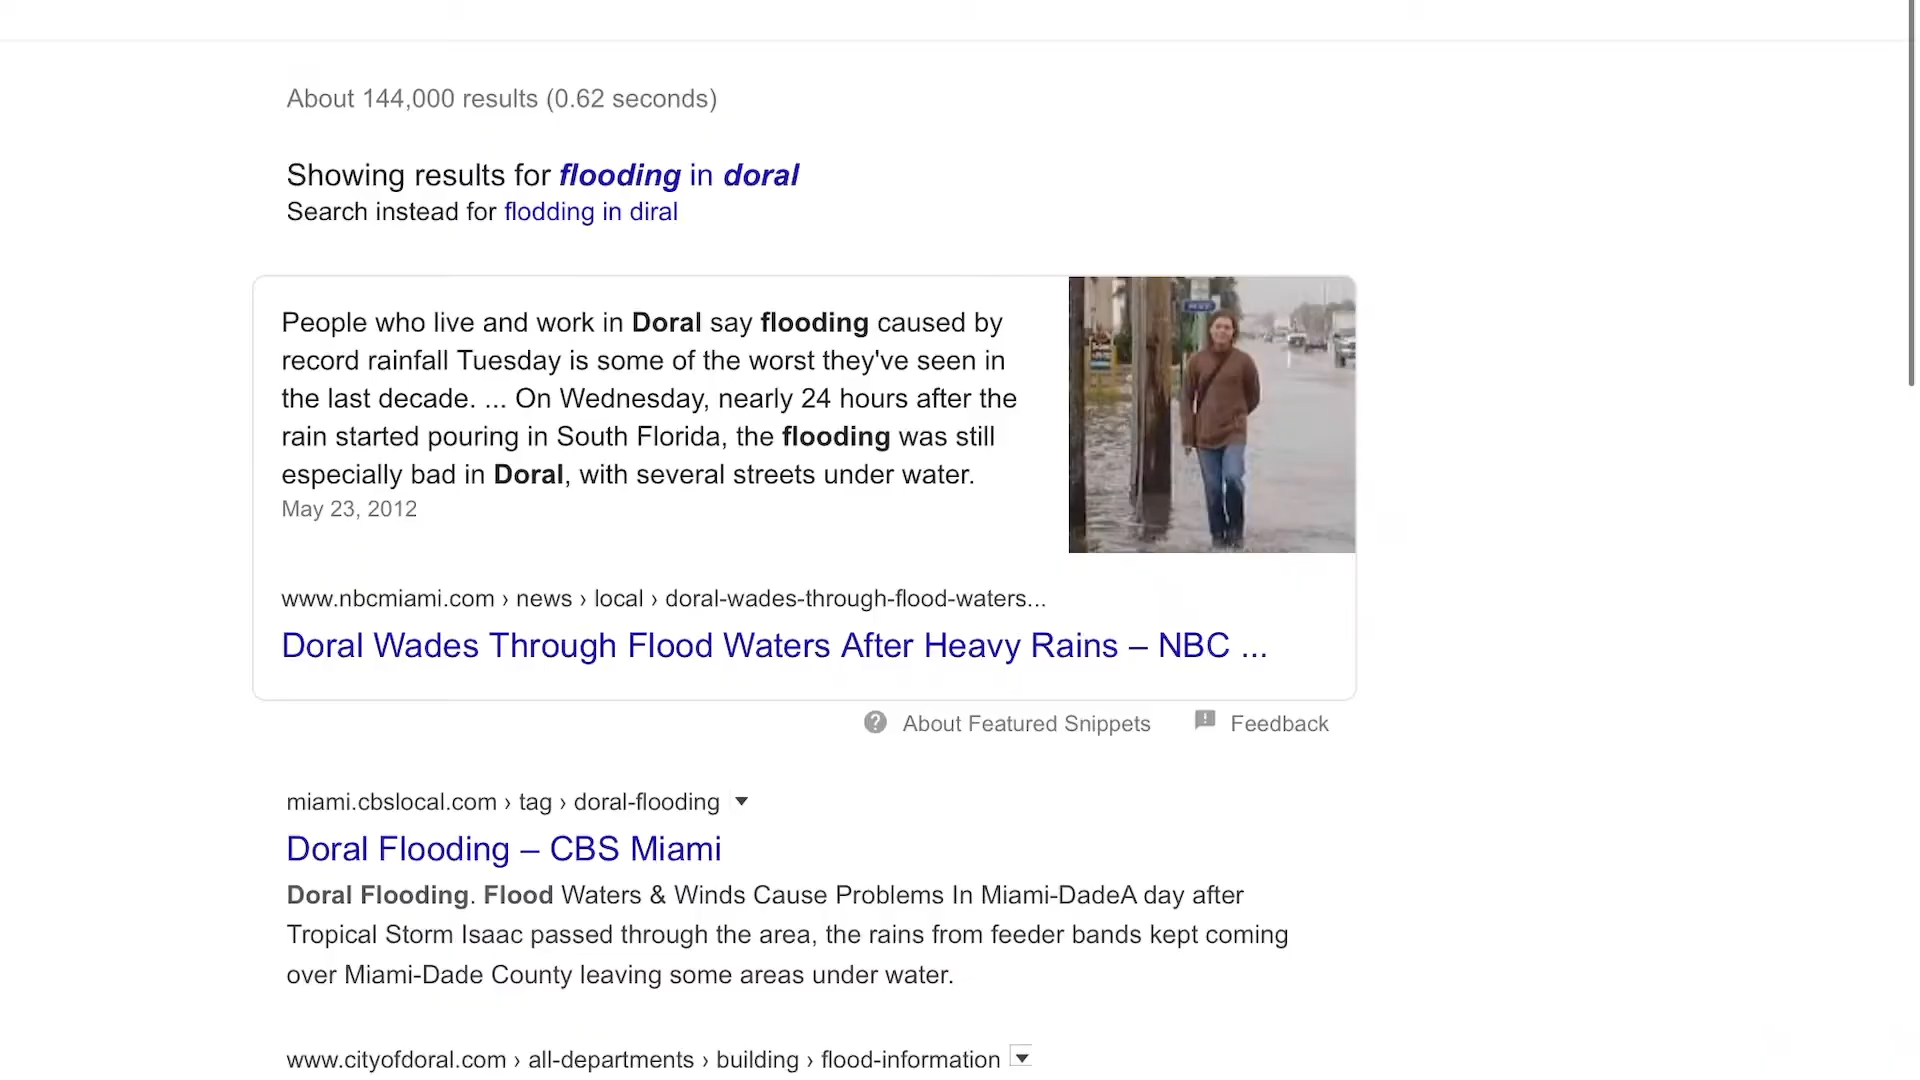 About 144,000 results (0.62 seconds)
Showing results for flooding in doral
Search instead for flodding in diral
People who live and work in Doral say flooding caused by
record rainfall Tuesday is some of the worst they've seen in
the last decade. ... On Wednesday, nearly 24 hours after the
rain started pouring in South Florida, the flooding was still
especially bad in Doral, with several streets under water.
May 23, 2012
www.nbcmiami.com › news › local › doral-wades-through-flood-waters...
Doral Wades Through Flood Waters After Heavy Rains – NBC ...
About Featured Snippets
Feedback
miami.cbslocal.com › tag › doral-flooding
Doral Flooding – CBS Miami
Doral Flooding. Flood Waters & Winds Cause Problems In Miami-DadeA day after
Tropical Storm Isaac passed through the area, the rains from feeder bands kept coming
over Miami-Dade County leaving some areas under water.
www.cityofdoral.com › all-departments › building › flood-information